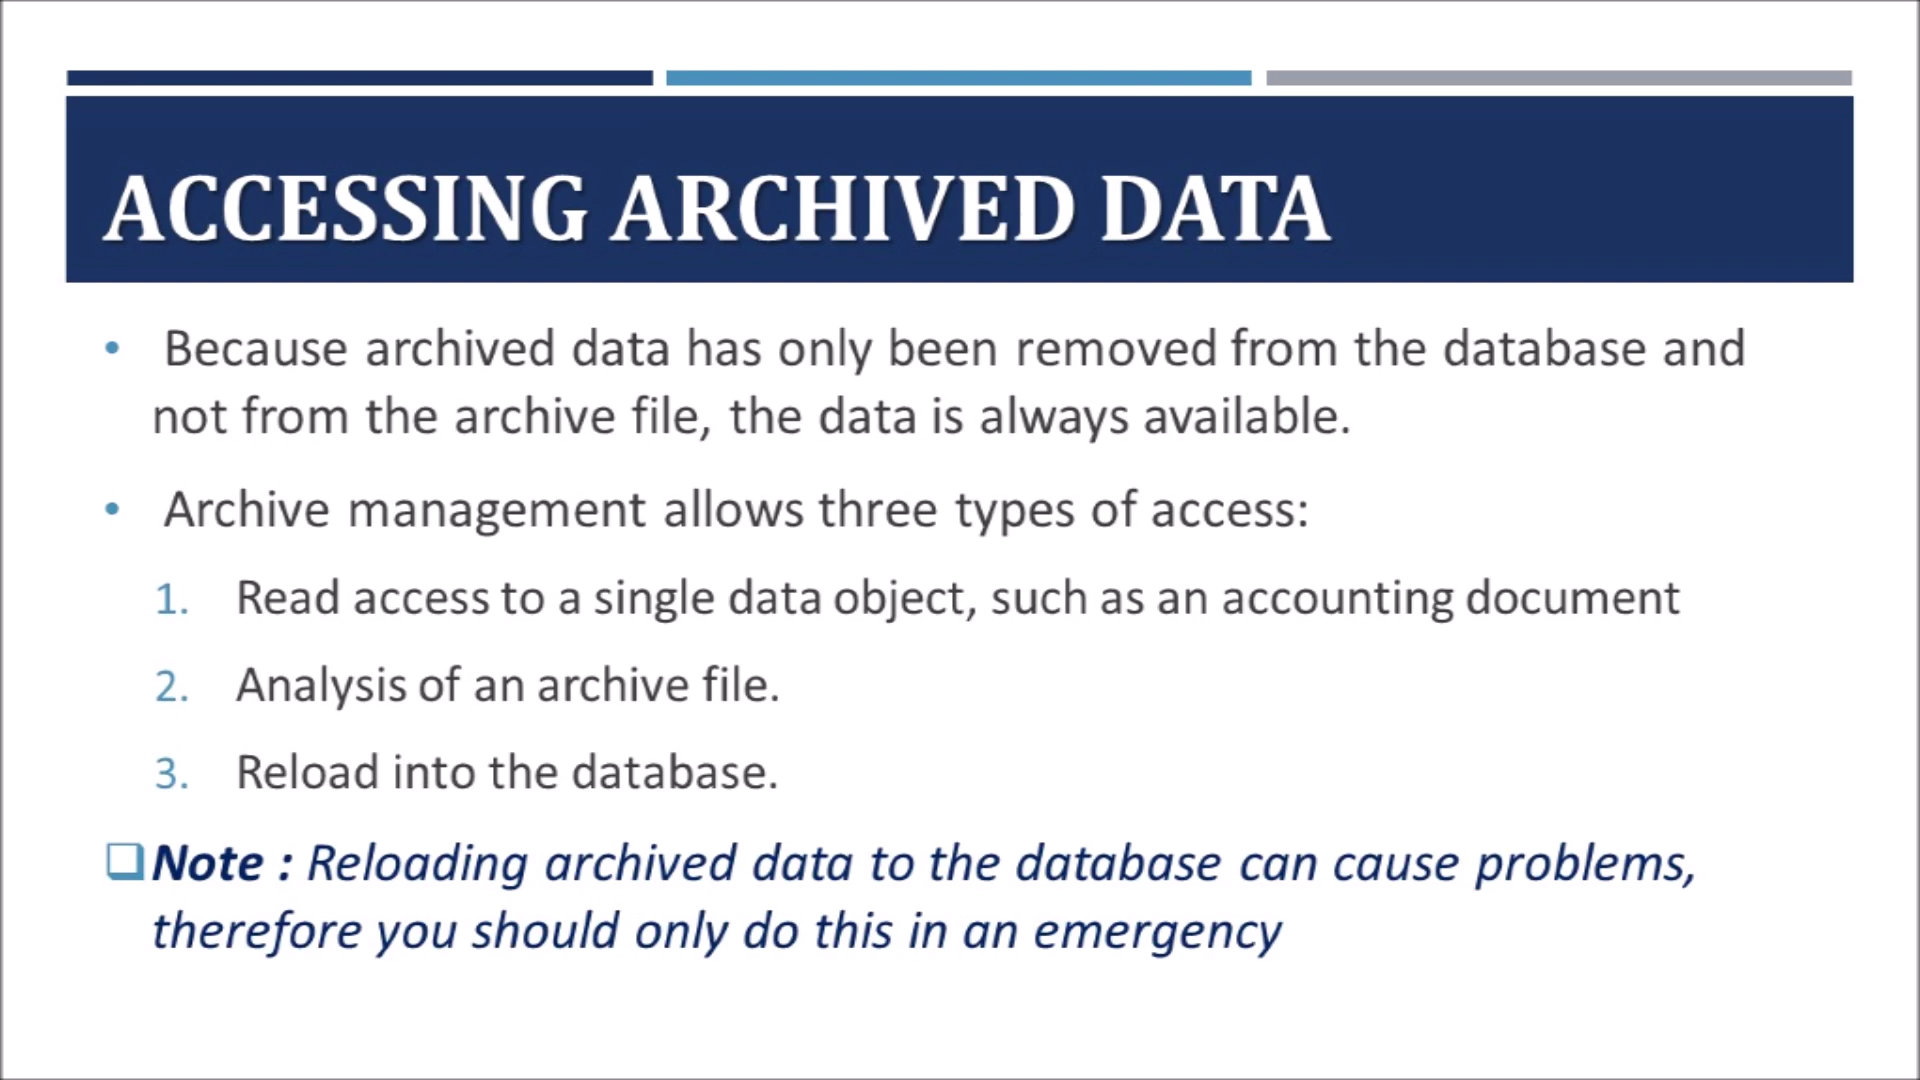 ACCESSING ARCHIVED DATA
• Because archived data has only been removed from the database and
not from the archive file, the data is always available.
• Archive management allows three types of access:
1. Read access to a single data object, such as an accounting document
2. Analysis of an archive file.
3. Reload into the database.
❑Note : Reloading archived data to the database can cause problems,
therefore you should only do this in an emergency